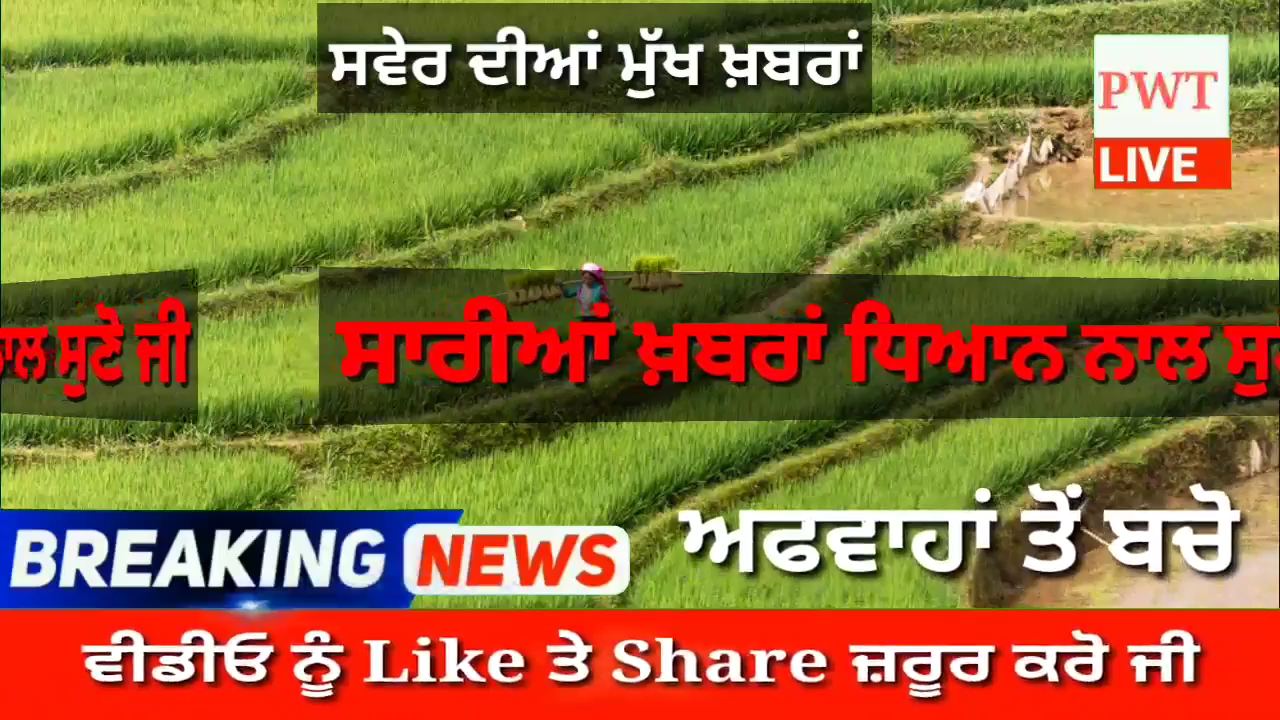 ਸਵੇਰ ਦੀਆਂ ਮੁੱਖ ਖ਼ਬਰਾਂ
PWT
LIVE
ਸੁਣੋ ਜੀ
ਸਾਰੀਆਂ ਖ਼ਬਰਾਂ ਧਿਆਨ ਨਾਲ
BREAKING NEWS
ਅਫਵਾਹਾਂ ਤੋਂ ਬਚੋ
ਵੀਡੀਓ ਨੂੰ Like ਤੇ Share ਜ਼ਰੂਰ ਕਰੋ ਜੀ